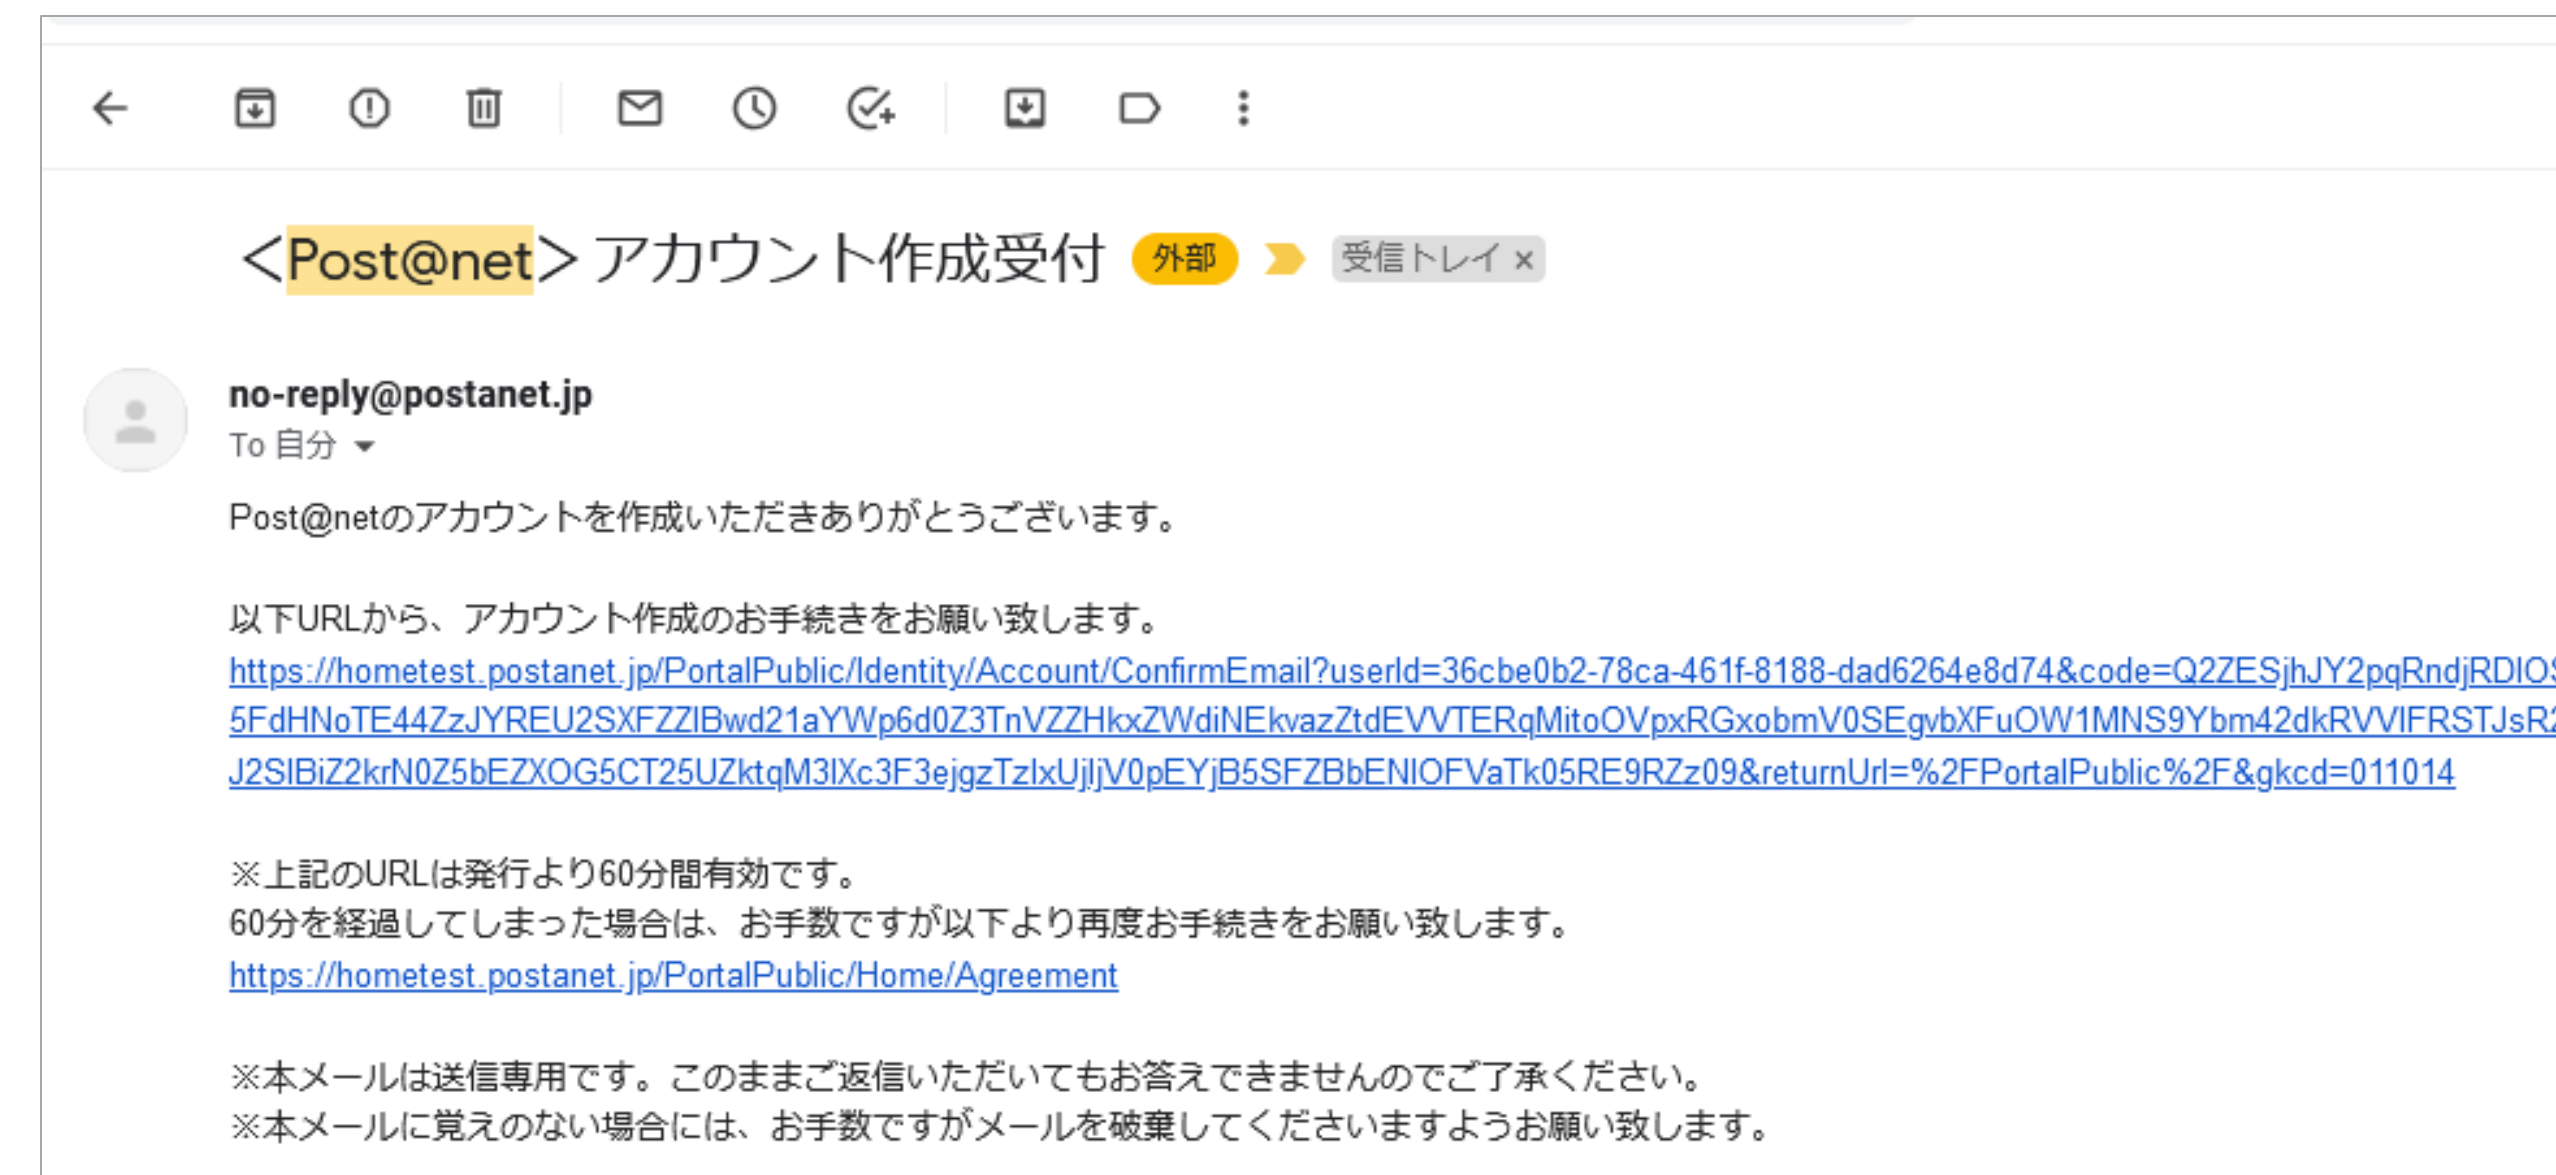 ＜Post@net＞アカウント作成受付 外部 受信トレイ ×
no-reply@postanet.jp
To 自分
Post@netのアカウントを作成いただきありがとうございます。
以下URLから、アカウント作成のお手続きをお願い致します。
https://hometest.postanet.jp/PortalPublic/Identity/Account/ConfirmEmail?userId=36cbe0b2-78ca-461f-8188-dad6264e8d74&code=Q2ZESjhJY2pqRndjRDlOS
5FdHNoTE44ZzJYREU2SXFZZlBwd21aYWp6d0Z3TnVZZHkxZWdiNEkvazZtdEVVTERqMitoOVpxRGxobmV0SEgvbXFuOW1MNS9Ybm42dkRVVlFRSTJsR2
J2SlBiZ2krN0Z5bEZXOG5CT25UZktqM3lXc3F3ejgzTzlxUjljV0pEYjB5SFZBbENlOFVaTk05RE9RZz09&returnUrl=%2FPortalPublic%2F&gkcd=011014
※上記のURLは発行より60分間有効です。
60分を経過してしまった場合は、お手数ですが以下より再度お手続きをお願い致します。
https://hometest.postanet.jp/PortalPublic/Home/Agreement
※本メールは送信専用です。このままご返信いただいてもお答えできませんのでご了承ください。
※本メールに覚えのない場合には、お手数ですがメールを破棄してくださいますようお願い致します。